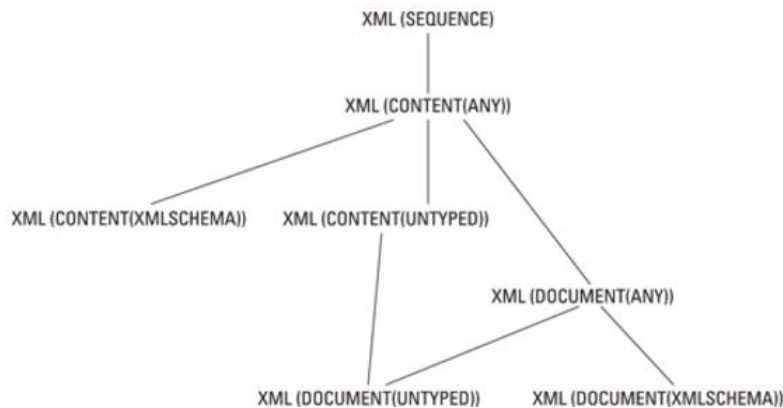 XML (SEQUENCE)
XML (CONTENT(ANY))
XML (CONTENT(XMLSCHEMA)) XML (CONTENT(UNTYPED))
XML (DOCUMENT(ANY))
XML (DOCUMENT(UNTYPED)) XML (DOCUMENT(XMLSCHEMA))